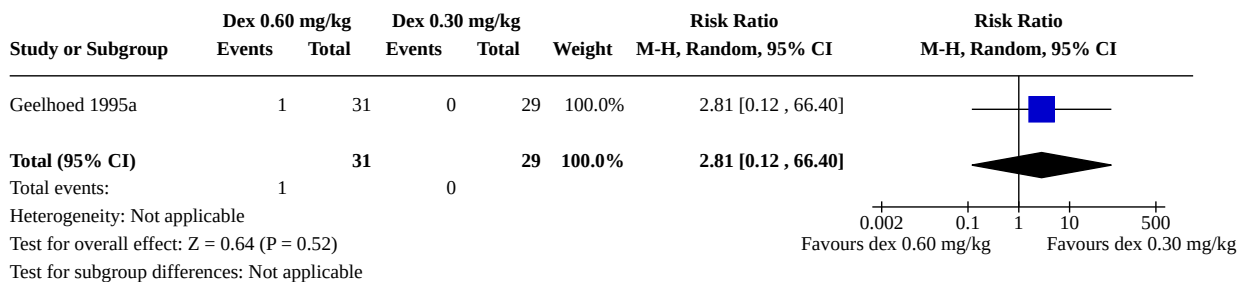 Dex 0.60 mg/kg Dex 0.30 mg/kg Risk Ratio Risk Ratio
Study or Subgroup Events Total Events Total Weight M-H, Random, 95% CI M-H, Random, 95% CI
Geelhoed 1995a 1 31 0 29 100.0% 2.81 [0.12 , 66.40]
Total (95% CI) 31 29 100.0% 2.81 [0.12 , 66.40]
Total events: 1 0
Heterogeneity: Not applicable
0.002 0.1 1 10 500
Test for overall effect: Z = 0.64 (P = 0.52) Favours dex 0.60 mg/kg Favours dex 0.30 mg/kg
Test for subgroup differences: Not applicable